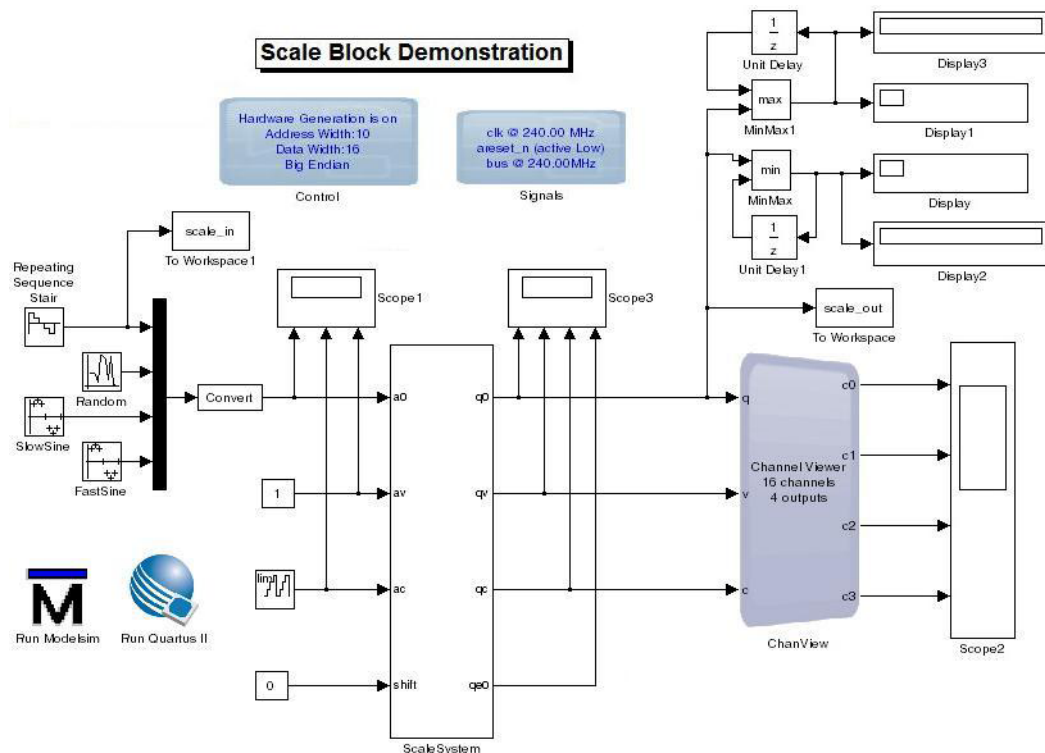 Scale Block Demonstration
Hardware Generation is on
Address Width:10
Data Width:16
Big Endian
Control
clk @ 240.00 MHz
areset_n (active Low)
bus @ 240.00MHz
Signals
1
z
Unit Delay
Display3
max
MinMax1
Display1
min
MinMax
Display
1
z
Unit Delay1
Display2
scale_in
To Workspace1
Repeating
Sequence
Stair
Random
SlowSine
FastSine
Convert
Scope1
Scope3
scale_out
To Workspace
1
lim
0
a0
av
ac
shift
q0
qv
qc
qe0
ScaleSystem
q
v
c
Channel Viewer
16 channels
4 outputs
c0
c1
c2
c3
ChanView
Scope2
M
Run Modelsim
Run Quartus II